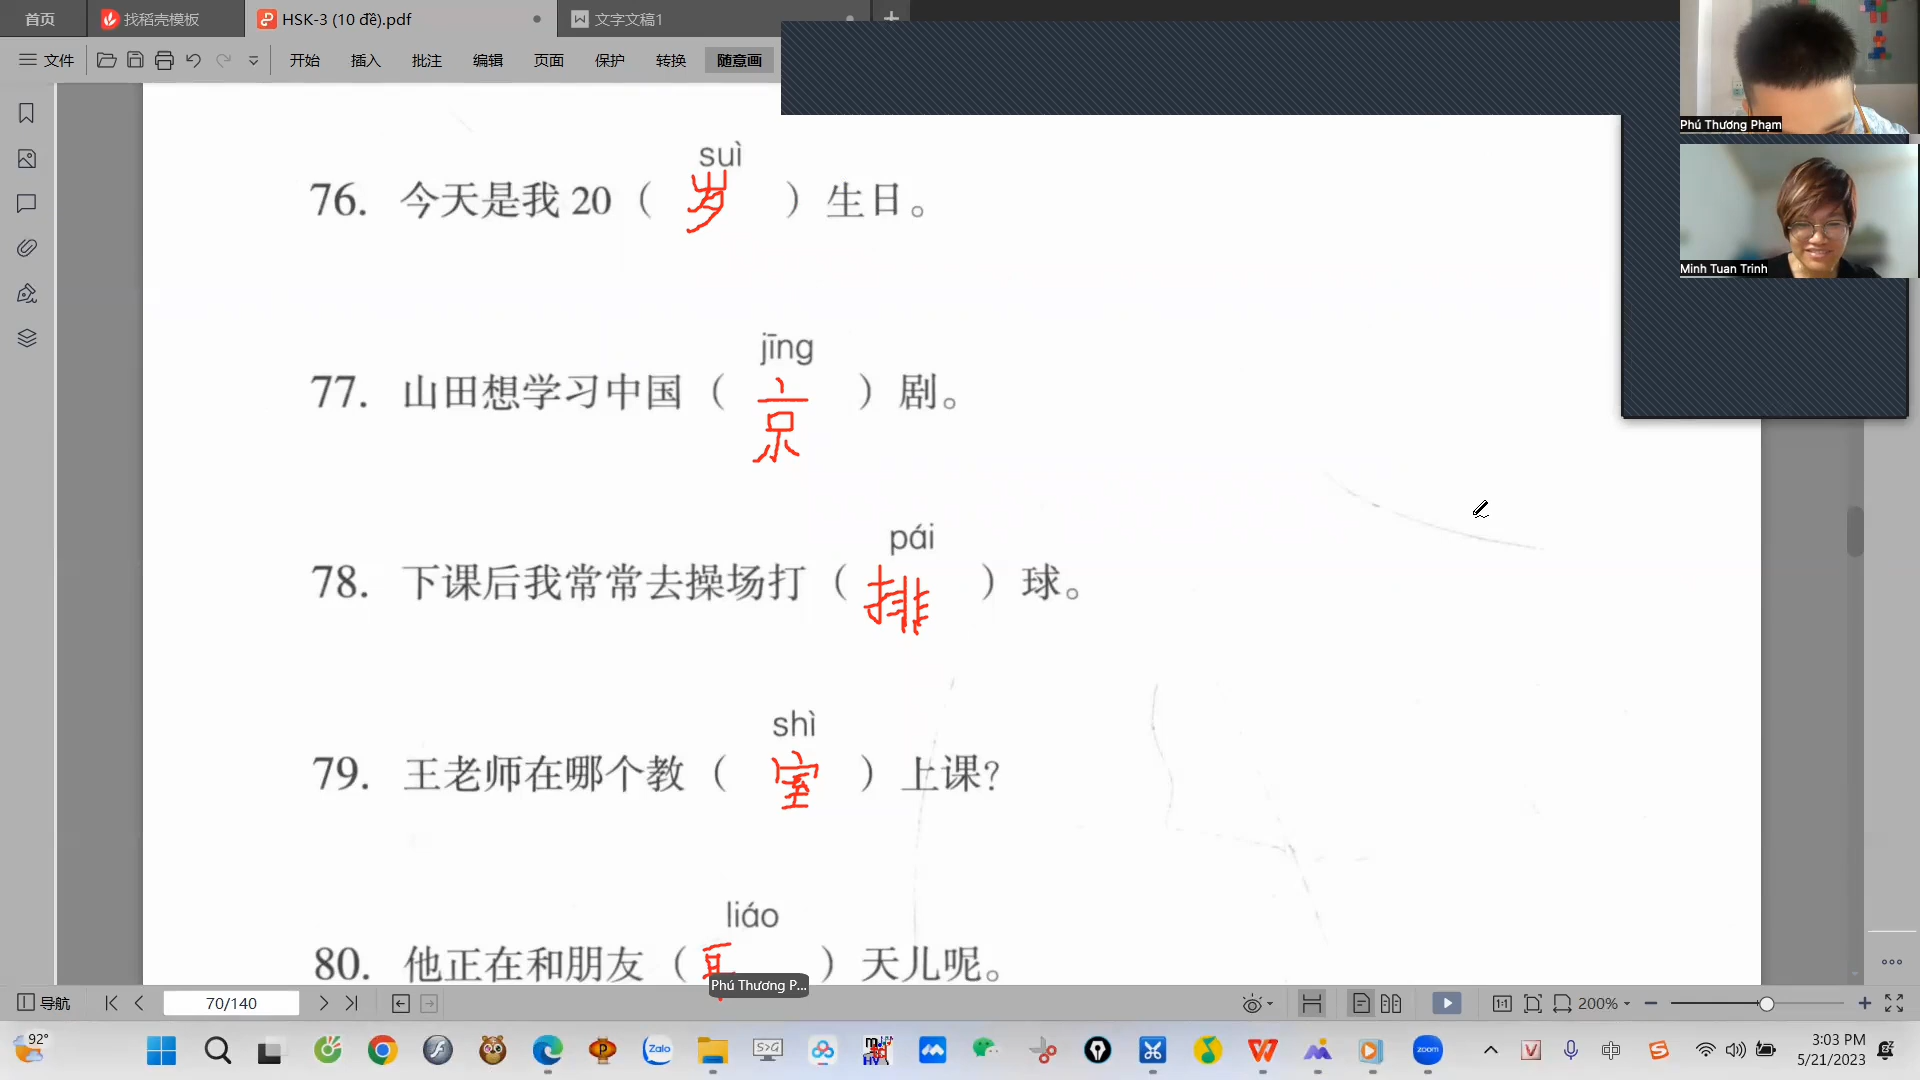 首页 找稻壳模板 HSK-3 (10 đề).pdf 文字文稿1
文件 开始 插入 批注 编辑 页面 保护 转换 随意画
Phú Thương Phạm
Minh Tuan Trinh
suì
76. 今天是我 20（岁）生日。
jīng
77. 山田想学习中国（京）剧。
pái
78. 下课后我常常去操场打（排）球。
shì
79. 王老师在哪个教（室）上课?
liáo
80. 他正在和朋友（ ）天儿呢。
Phú Thương P...
导航 70/140 1:1 200%
92° Zalo S>G zoom 中 3:03 PM
5/21/2023